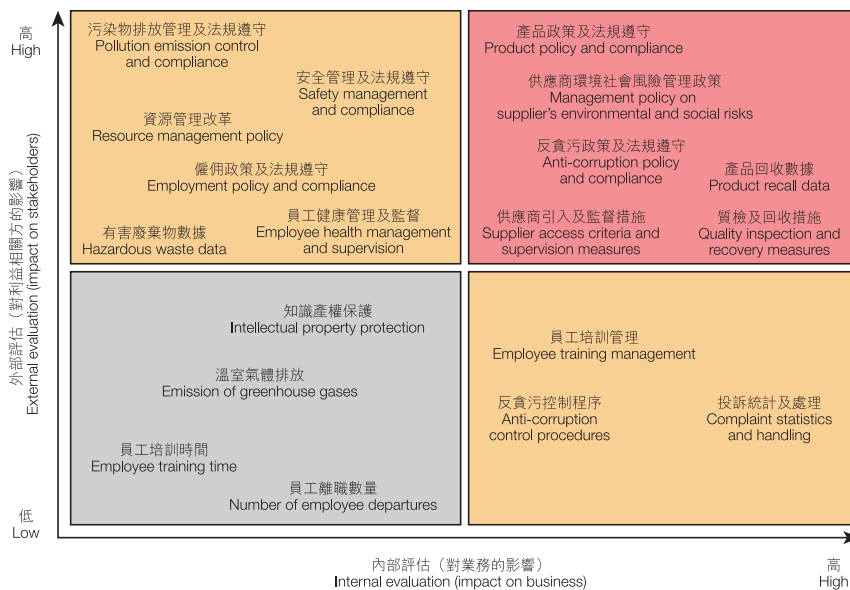 高
High
外部評估（對利益相關方的影響）
External evaluation (impact on stakeholders)
低
Low
污染物排放管理及法規遵守
Pollution emission control
and compliance
安全管理及法規遵守
Safety management
and compliance
資源管理改革
Resource management policy
僱佣政策及法規遵守
Employment policy and compliance
有害廢棄物數據
Hazardous waste data
員工健康管理及監督
Employee health management
and supervision
產品政策及法規遵守
Product policy and compliance
供應商環境社會風險管理政策
Management policy on
supplier's environmental and social risks
反貪污政策及法規遵守
Anti-corruption policy
and compliance
產品回收數據
Product recall data
供應商引入及監督措施
Supplier access criteria and
supervision measures
質檢及回收措施
Quality inspection and
recovery measures
知識產權保護
Intellectual property protection
溫室氣體排放
Emission of greenhouse gases
員工培訓時間
Employee training time
員工離職數量
Number of employee departures
員工培訓管理
Employee training management
反貪污控制程序
Anti-corruption
control procedures
投訴統計及處理
Complaint statistics
and handling
內部評估（對業務的影響）
Internal evaluation (impact on business)
高
High